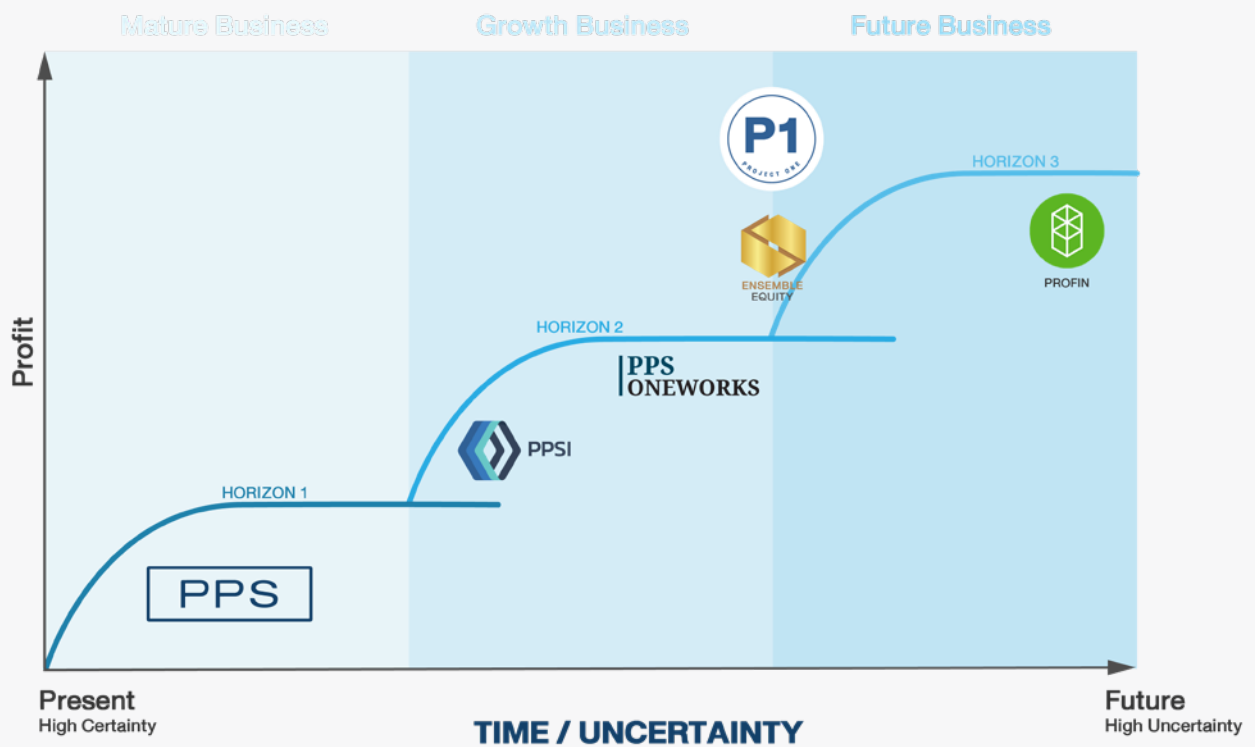 Mature Business
Growth Business
Future Business
P1
PROJECT ONE
HORIZON 3
ENSEMBLE
EQUITY
PROFIN
Profit
HORIZON 2
PPS
ONEWORKS
PPSI
HORIZON 1
PPS
Present
High Certainty
TIME / UNCERTAINTY
Future
High Uncertainty